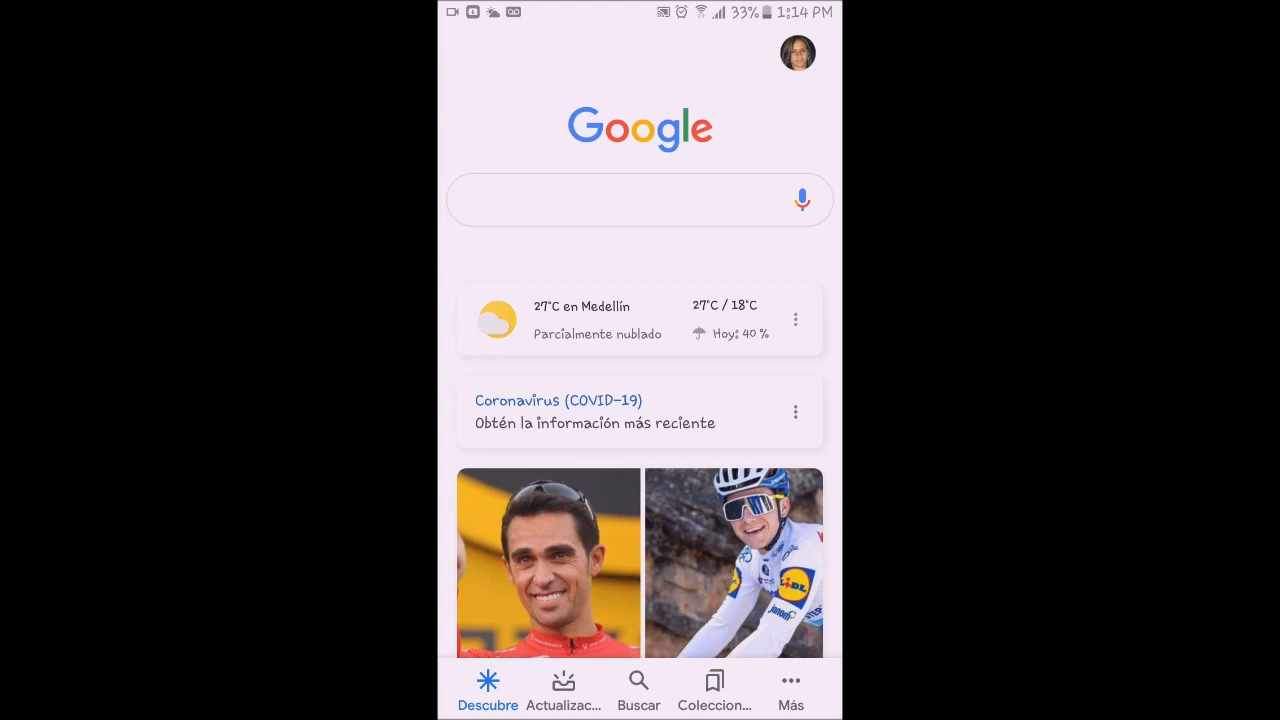 33% 1:14 PM
Google
27°C en Medellín
27°C / 18°C
Parcialmente nublado
Hoy: 40 %
Coronavirus (COVID-19)
Obtén la información más reciente
LIDL
Descubre Actualizac... Buscar Coleccion... Más